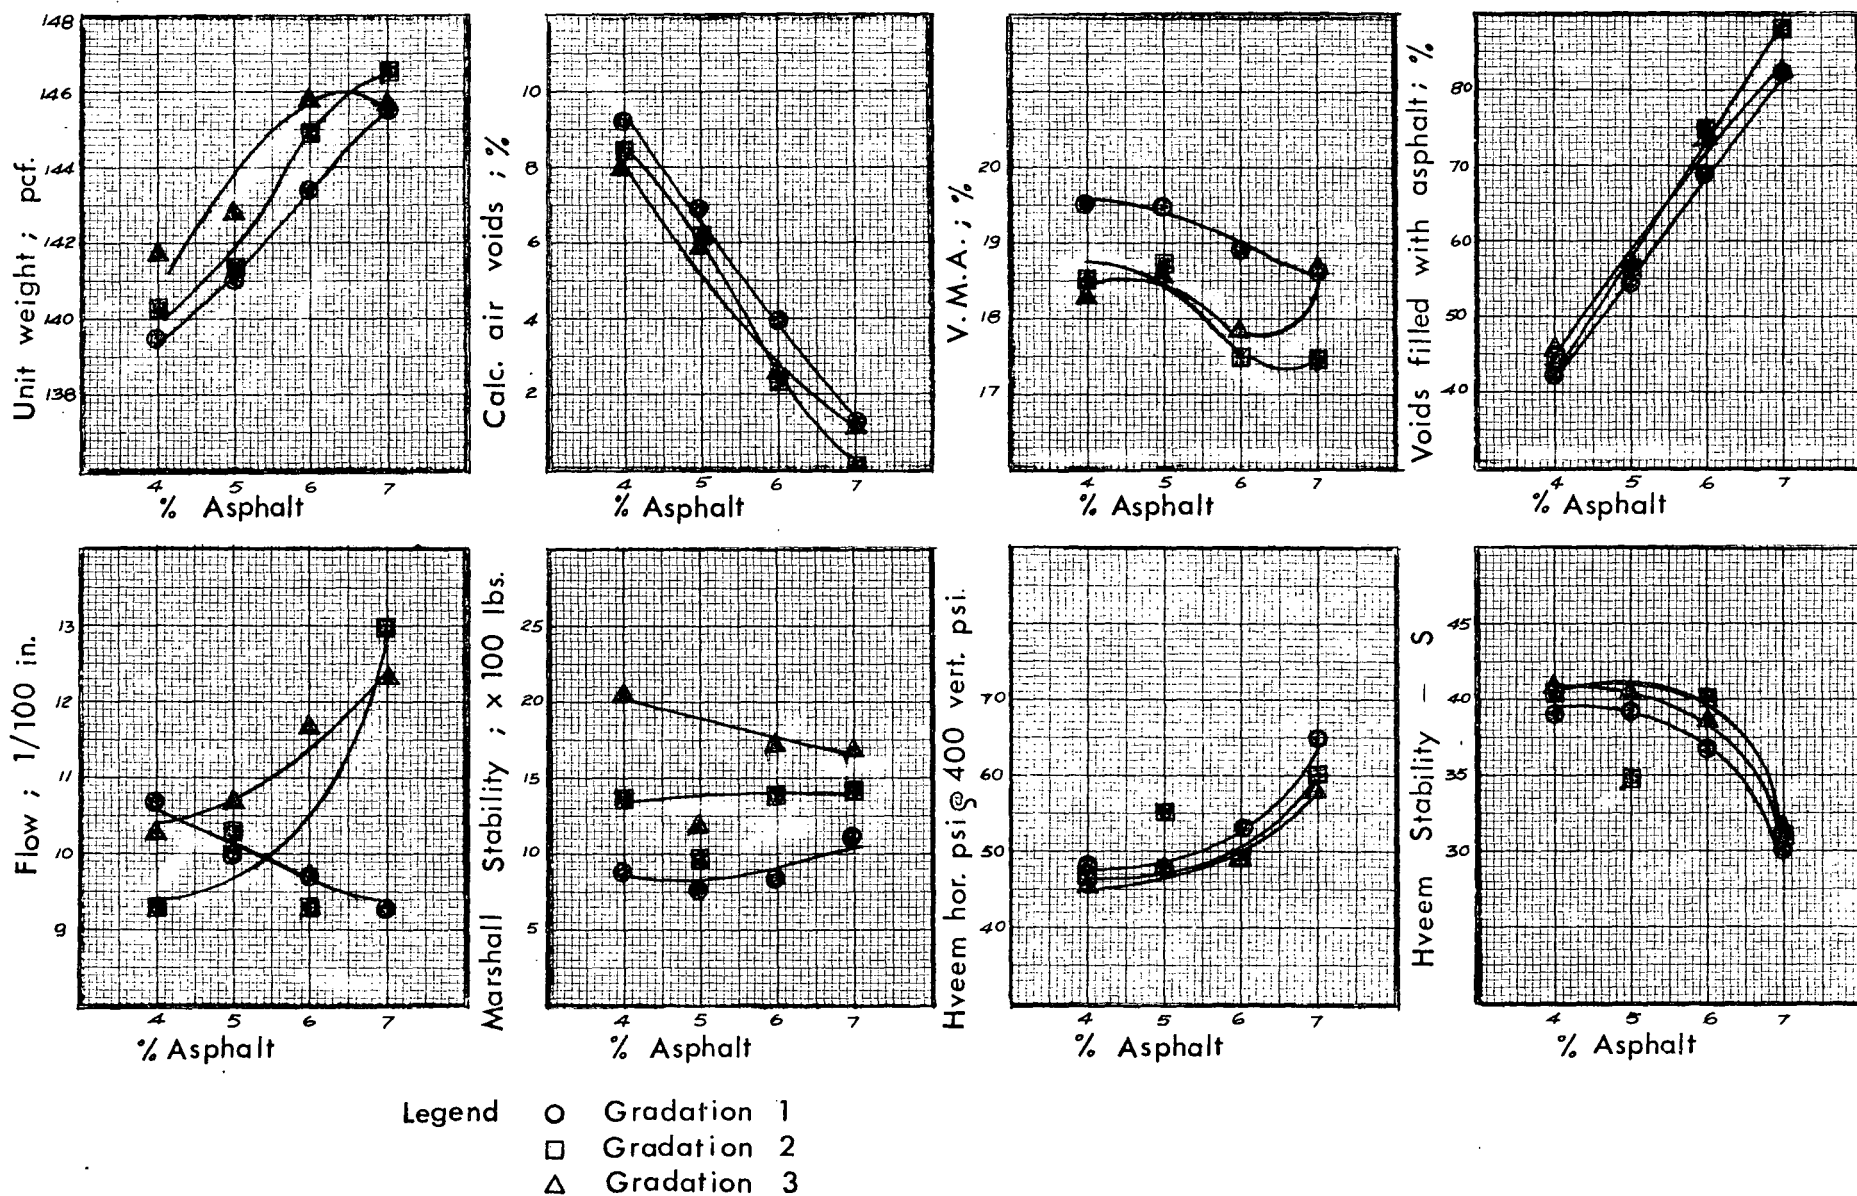 Unit weight ; pcf.
148
146
144
142
140
138
4 5 6 7
% Asphalt
Calc. air voids ; %
10
8
6
4
2
4 5 6 7
% Asphalt
V.M.A. ; %
20
19
18
17
4 5 6 7
% Asphalt
Voids filled with asphalt ; %
80
70
60
50
40
4 5 6 7
% Asphalt
Flow ; 1/100 in.
13
12
11
10
9
4 5 6 7
% Asphalt
Marshall Stability ; x 100 lbs.
25
20
15
10
5
4 5 6 7
% Asphalt
Hveem hor. psi @ 400 vert. psi.
70
60
50
40
4 5 6 7
% Asphalt
Hveem Stability – S
45
40
35
30
4 5 6 7
% Asphalt
Legend
Gradation 1
Gradation 2
Gradation 3